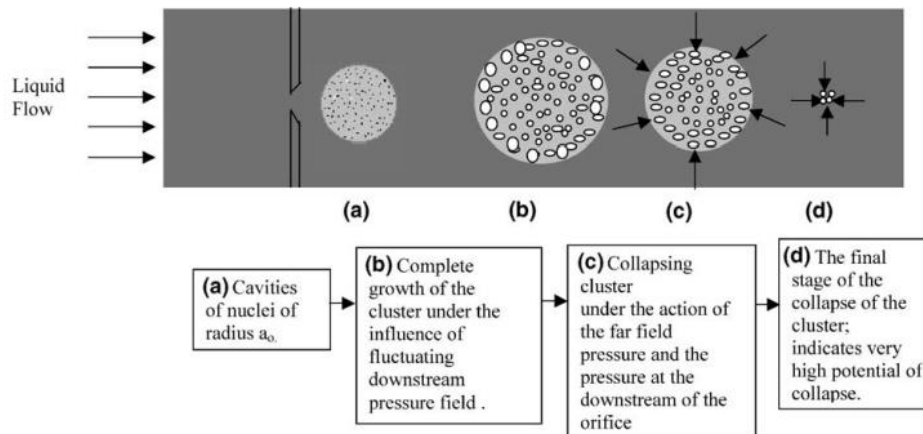 Liquid
Flow
(a)
(b)
(c)
(d)
(a) Cavities
of nuclei of
radius ao.
(b) Complete
growth of the
cluster under the
influence of
fluctuating
downstream
pressure field .
(c) Collapsing
cluster
under the action of
the far field
pressure and the
pressure at the
downstream of the
orifice
(d) The final
stage of the
collapse of the
cluster;
indicates very
high potential of
collapse.